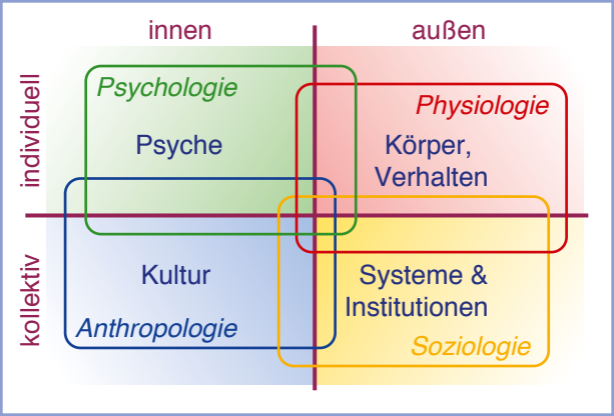 innen
außen
individuell
Psychologie
Physiologie
Psyche
Körper,
Verhalten
kollektiv
Kultur
Systeme &
Institutionen
Anthropologie
Soziologie